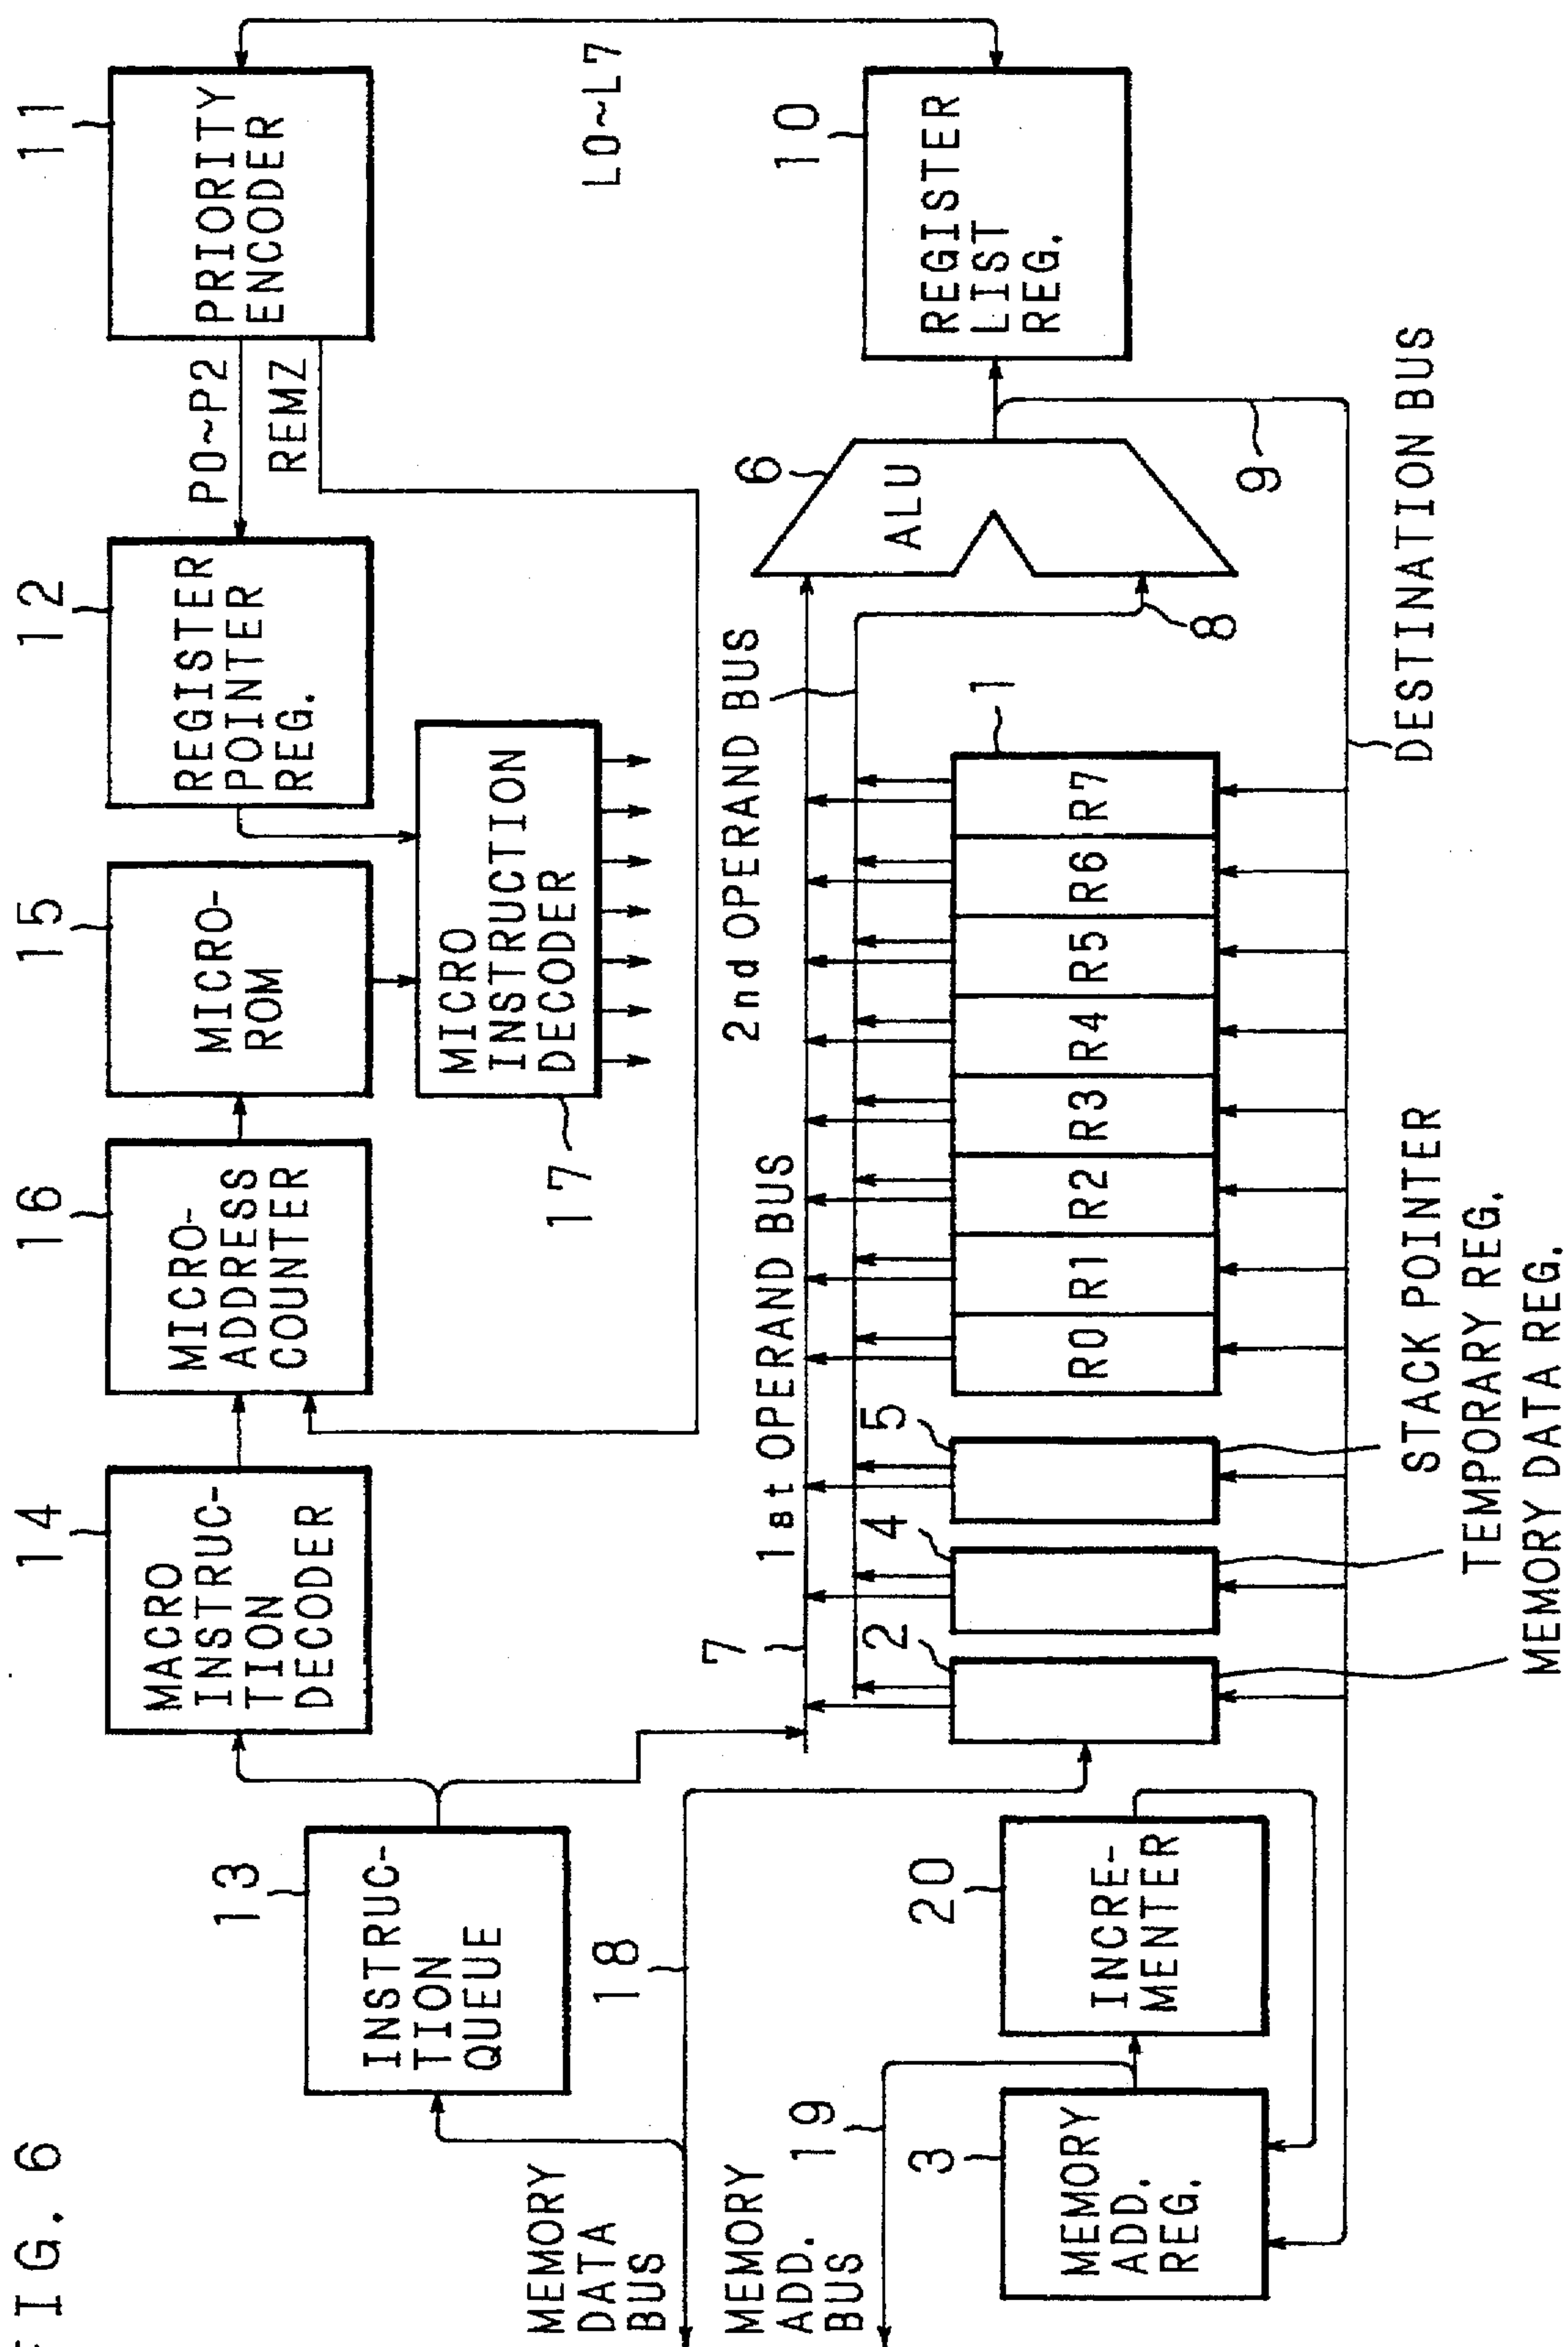 FIG. 6
14
MACRO
INSTRUC-
TION
DECODER
16
MICRO-
ADDRESS
COUNTER
15
MICRO-
ROM
12
REGISTER
POINTER
REG.
P0~P2
REMZ
11
PRIORITY
ENCODER
13
INSTRUC-
TION
QUEUE
17
MICRO
INSTRUCTION
DECODER
L0~L7
MEMORY
DATA
BUS
18
7
1st OPERAND BUS
2nd OPERAND BUS
6
ALU
8
9
10
REGISTER
LIST
REG.
MEMORY
ADD.
BUS
19
3
MEMORY
ADD.
REG.
20
INCRE-
MENTER
2
4
5
R0
R1
R2
R3
R4
R5
R6
R7
1
DESTINATION BUS
STACK POINTER
TEMPORARY REG.
MEMORY DATA REG.